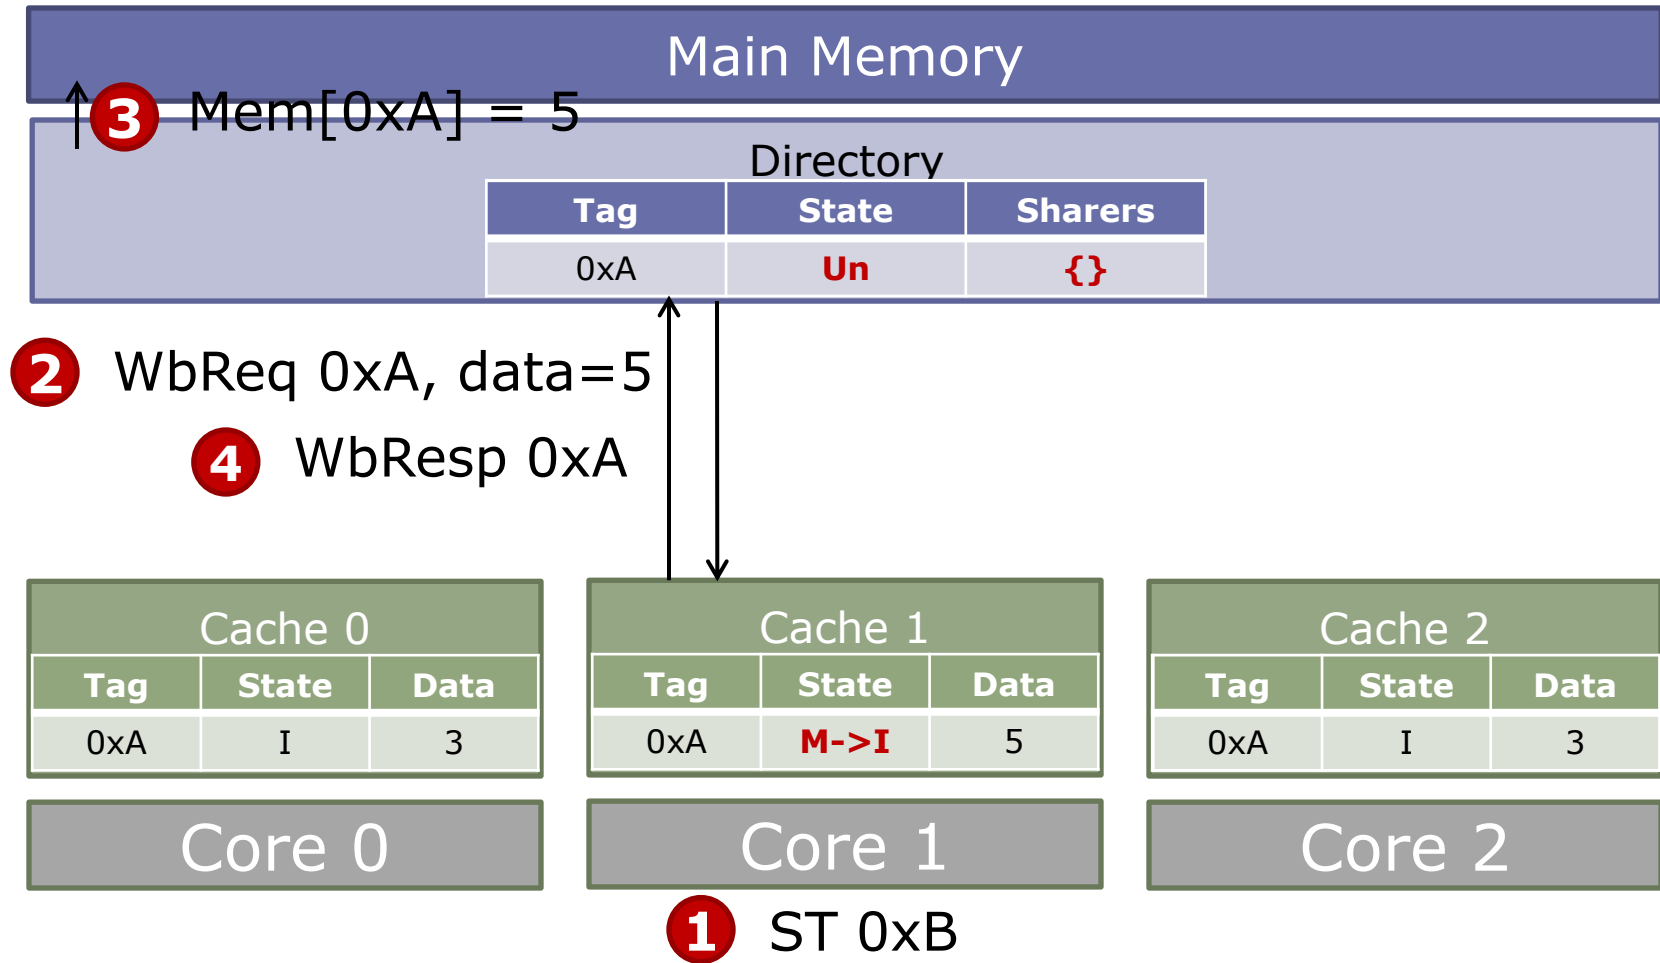 Main Memory
3 Mem[0xA] = 5
Directory
Tag State Sharers
0xA Un {}
2 WbReq 0xA, data=5
4 WbResp 0xA
Cache 0
Tag State Data
0xA I 3
Core 0
Cache 1
Tag State Data
0xA M->I 5
Core 1
Cache 2
Tag State Data
0xA I 3
Core 2
1 ST 0xB